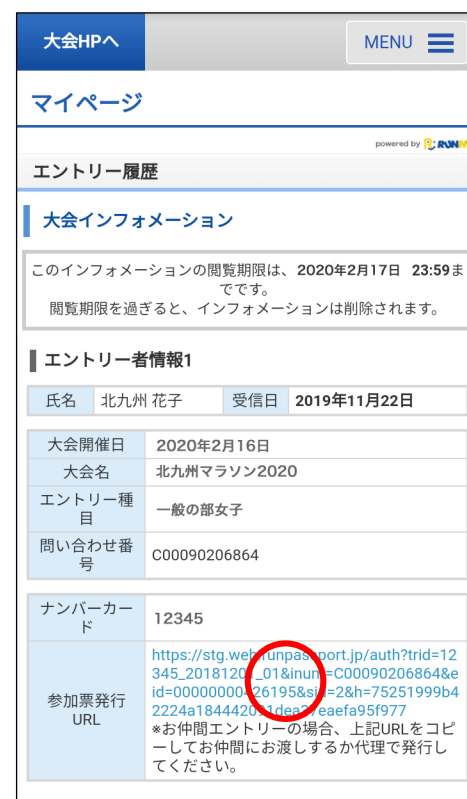 大会HPへ
MENU
マイページ
powered by
エントリー履歴
大会インフォメーション
このインフォメーションの閲覧期限は、2020年2月17日 23:59ま
でです。
閲覧期限を過ぎると、インフォメーションは削除されます。
エントリー者情報1
氏名 北九州 花子 受信日 2019年11月22日
大会開催日 2020年2月16日
大会名 北九州マラソン2020
エントリー種
目
一般の部女子
問い合わせ番
号
C00090206864
ナンバーカー
ド
12345
参加票発行
URL
https://stg.web.runpassport.jp/auth?trid=12
&inum=C00090206864&e
2224a184442091dea37eaefa95f977
※お仲間エントリーの場合、上記URLをコピ
ーしてお仲間にお渡しするか代理で発行し
てください。